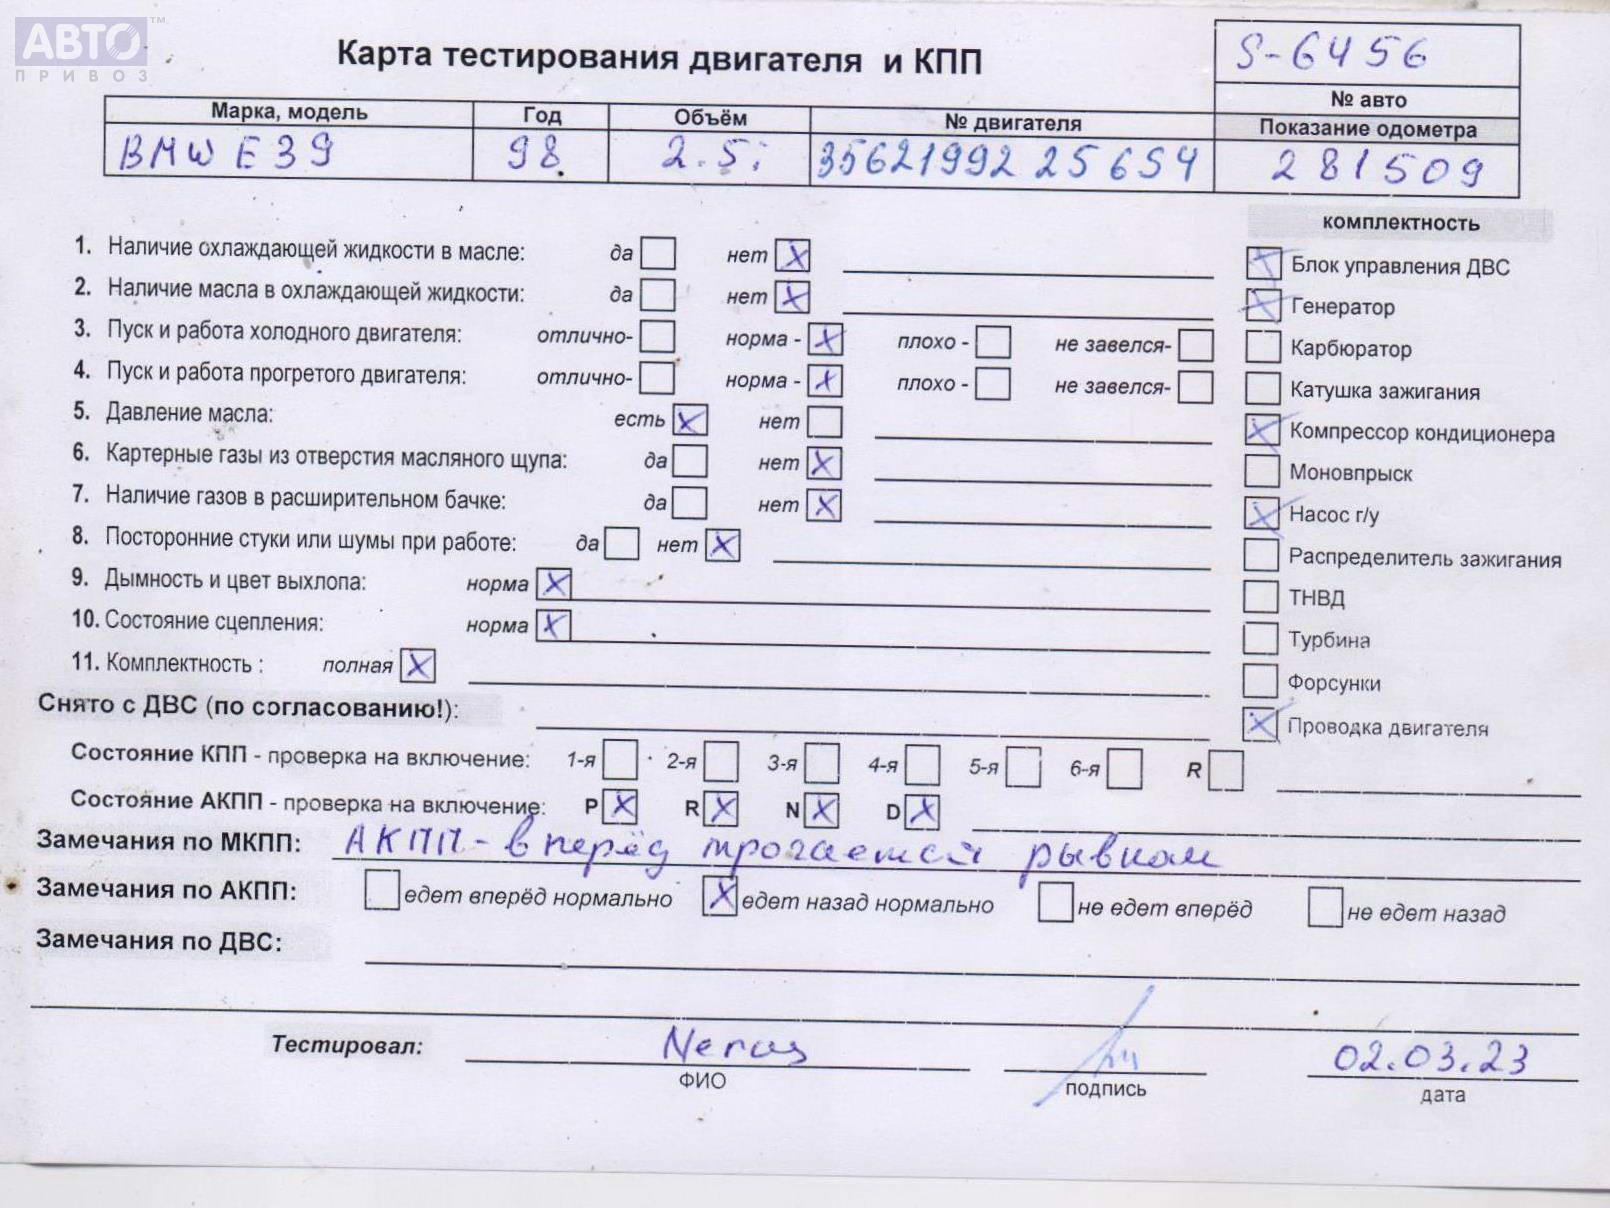 АВТО™
ПРИВОЗ
Карта тестирования двигателя и КПП
S-6456
№ авто
Марка, модель Год Объём № двигателя Показание одометра
BMW E39 98 2.5i 35621992 256S4 281509
комплектность
1. Наличие охлаждающей жидкости в масле: да нет X
Блок управления ДВС X
2. Наличие масла в охлаждающей жидкости: да нет X
Генератор X
3. Пуск и работа холодного двигателя: отлично- норма - X плохо - не завелся-
Карбюратор
4. Пуск и работа прогретого двигателя: отлично- норма - X плохо - не завелся-
Катушка зажигания
5. Давление масла: есть X нет
X Компрессор кондиционера
6. Картерные газы из отверстия масляного щупа: да нет X
Моновпрыск
7. Наличие газов в расширительном бачке: да нет X
X Насос г/у
8. Посторонние стуки или шумы при работе: да нет X
Распределитель зажигания
9. Дымность и цвет выхлопа: норма X
ТНВД
10. Состояние сцепления: норма X
Турбина
11. Комплектность : полная X
Форсунки
Снято с ДВС (по согласованию!):
X Проводка двигателя
Состояние КПП - проверка на включение: 1-я 2-я 3-я 4-я 5-я 6-я R
Состояние АКПП - проверка на включение: P X R X N X D X
Замечания по МКПП: АКПП - вперёд трогается рывком
Замечания по АКПП: едет вперёд нормально X едет назад нормально не едет вперёд не едет назад
Замечания по ДВС:
Тестировал: 02.03.23
ФИО подпись дата